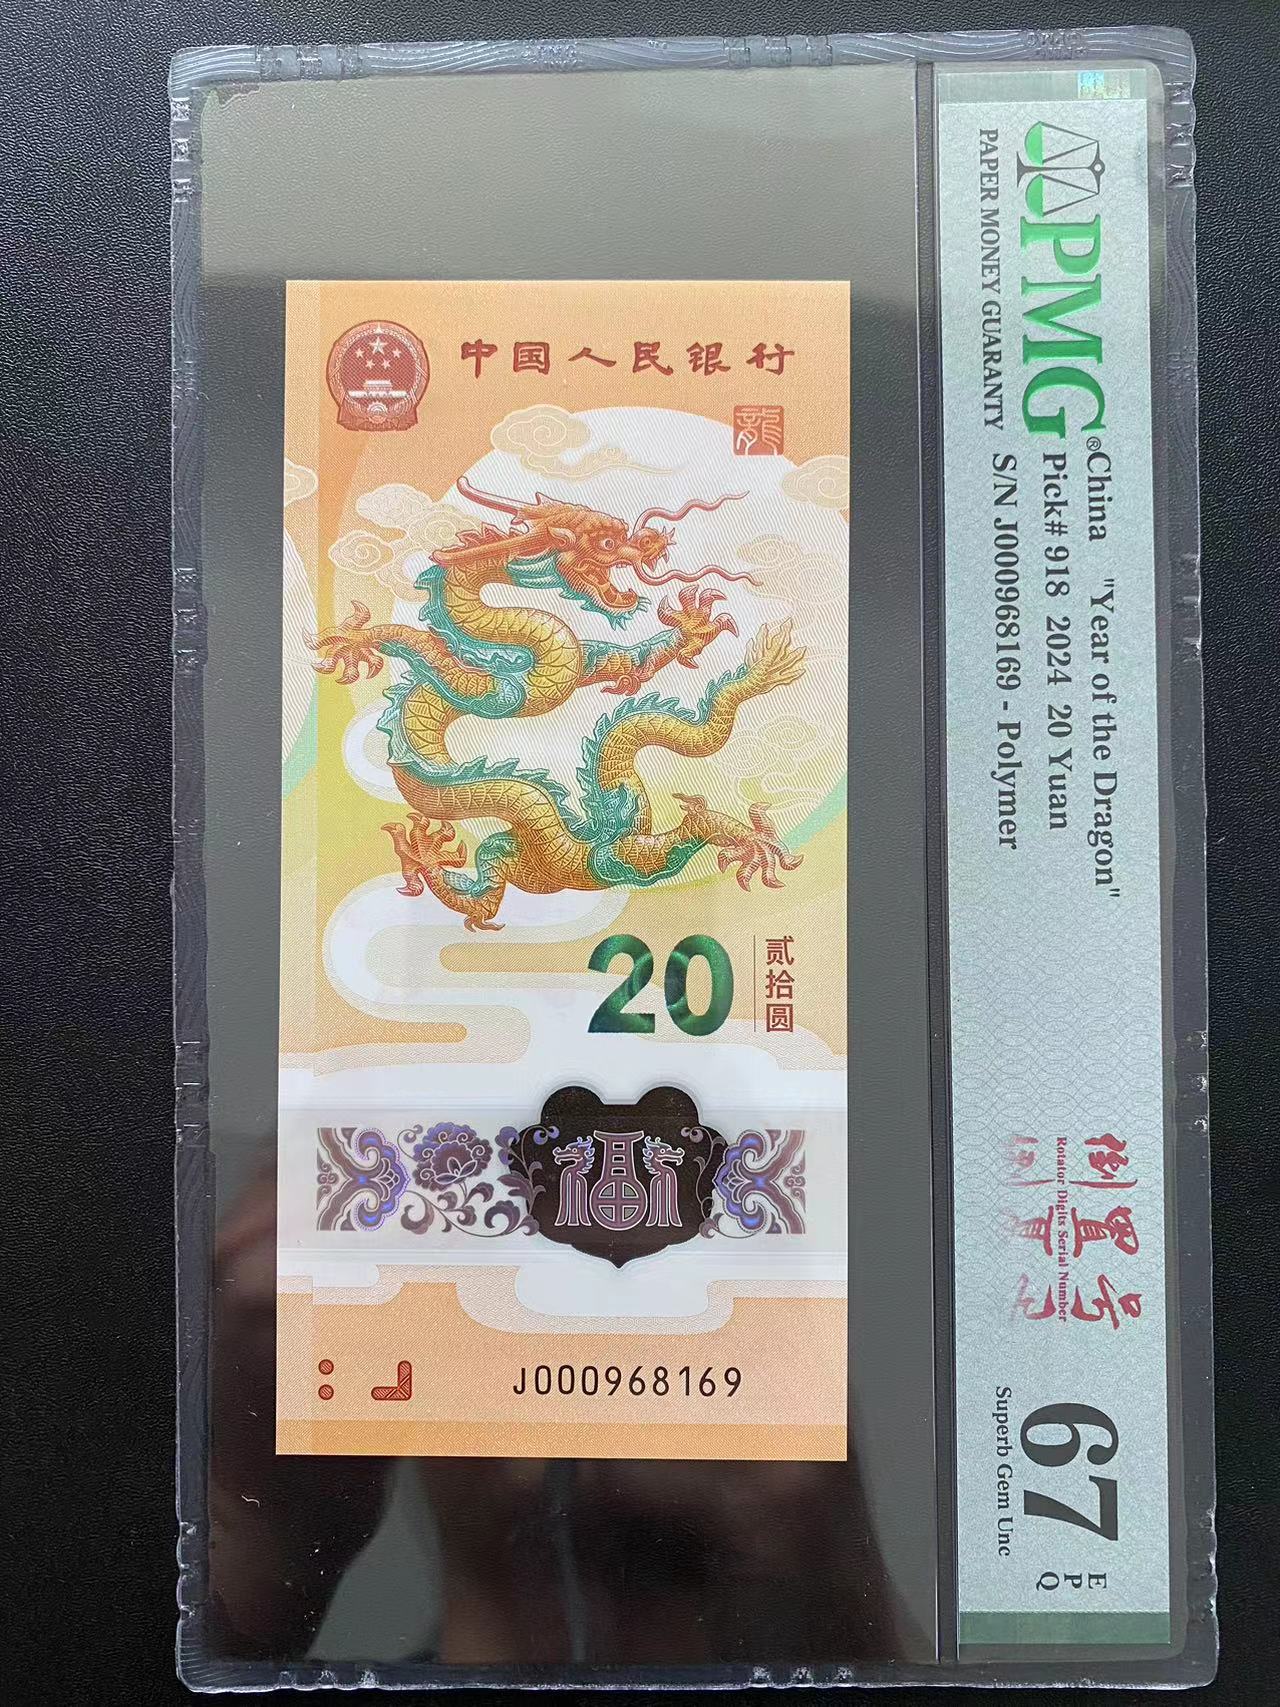 中国人民银行
龍
20
贰拾圆
福
J000968169
PMG®
PAPER MONEY GUARANTY
China "Year of the Dragon"
Pick# 918 2024 20 Yuan
S/N J000968169 - Polymer
倒置号
Rotator Digits Serial Number
67
EPQ
Superb Gem Unc